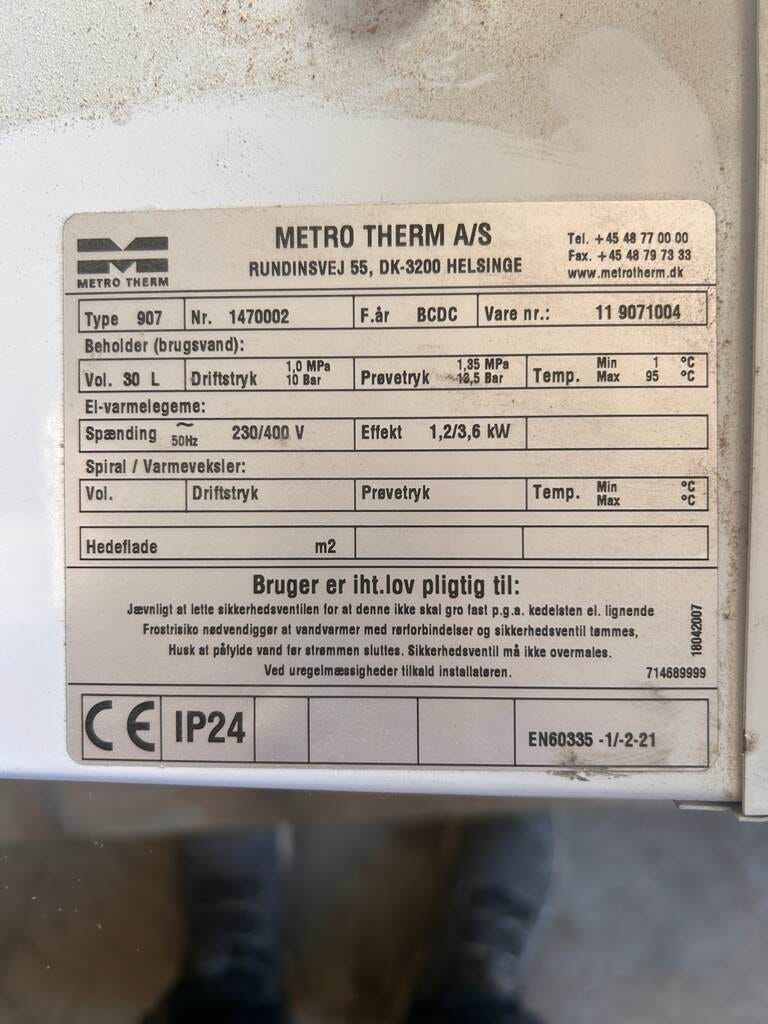 METRO THERM
METRO THERM A/S
RUNDINSVEJ 55, DK-3200 HELSINGE
Tel. +45 48 77 00 00
Fax. +45 48 79 73 33
www.metrotherm.dk
Type 907 Nr. 1470002 F.år BCDC Vare nr.: 11 9071004
Beholder (brugsvand):
Vol. 30 L Driftstryk 1,0 MPa 10 Bar Prøvetryk 1,35 MPa 13,5 Bar Temp. Min 1 °C Max 95 °C
El-varmelegeme:
Spænding ~ 50Hz 230/400 V Effekt 1,2/3,6 kW
Spiral / Varmeveksler:
Vol. Driftstryk Prøvetryk Temp. Min °C Max °C
Hedeflade m2
Bruger er iht.lov pligtig til:
Jævnligt at lette sikkerhedsventilen for at denne ikke skal gro fast p.g.a. kedelsten el. lignende
Frostrisiko nødvendiggør at vandvarmer med rørforbindelser og sikkerhedsventil tømmes,
Husk at påfylde vand før strømmen sluttes. Sikkerhedsventil må ikke overmales.
Ved uregelmæssigheder tilkald installatøren.
18042007
714689999
CE IP24 EN60335 -1/-2-21